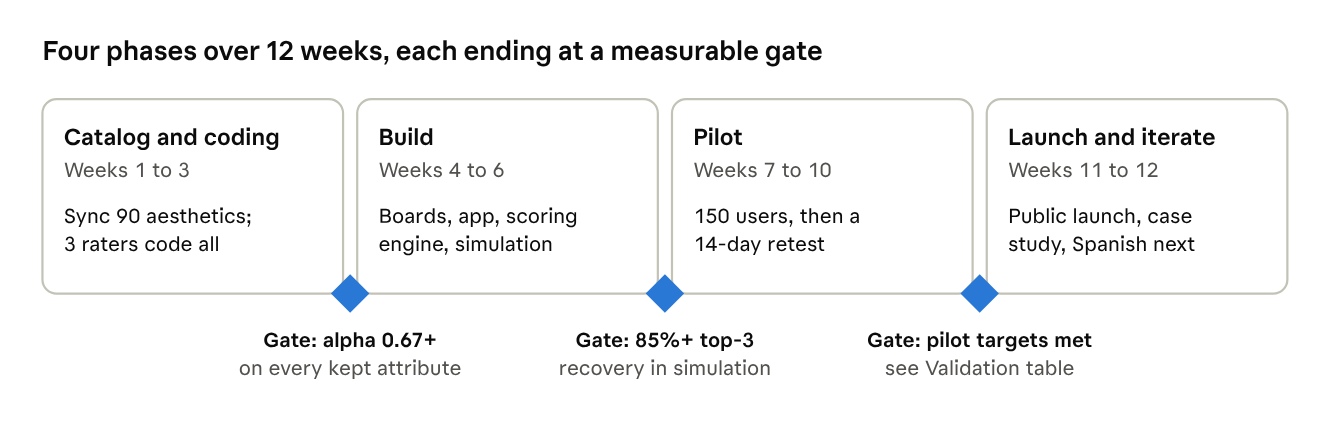 Four phases over 12 weeks, each ending at a measurable gate
Catalog and coding
Weeks 1 to 3
Sync 90 aesthetics;
3 raters code all
Build
Weeks 4 to 6
Boards, app, scoring
engine, simulation
Pilot
Weeks 7 to 10
150 users, then a
14-day retest
Launch and iterate
Weeks 11 to 12
Public launch, case
study, Spanish next
Gate: alpha 0.67+
on every kept attribute
Gate: 85%+ top-3
recovery in simulation
Gate: pilot targets met
see Validation table